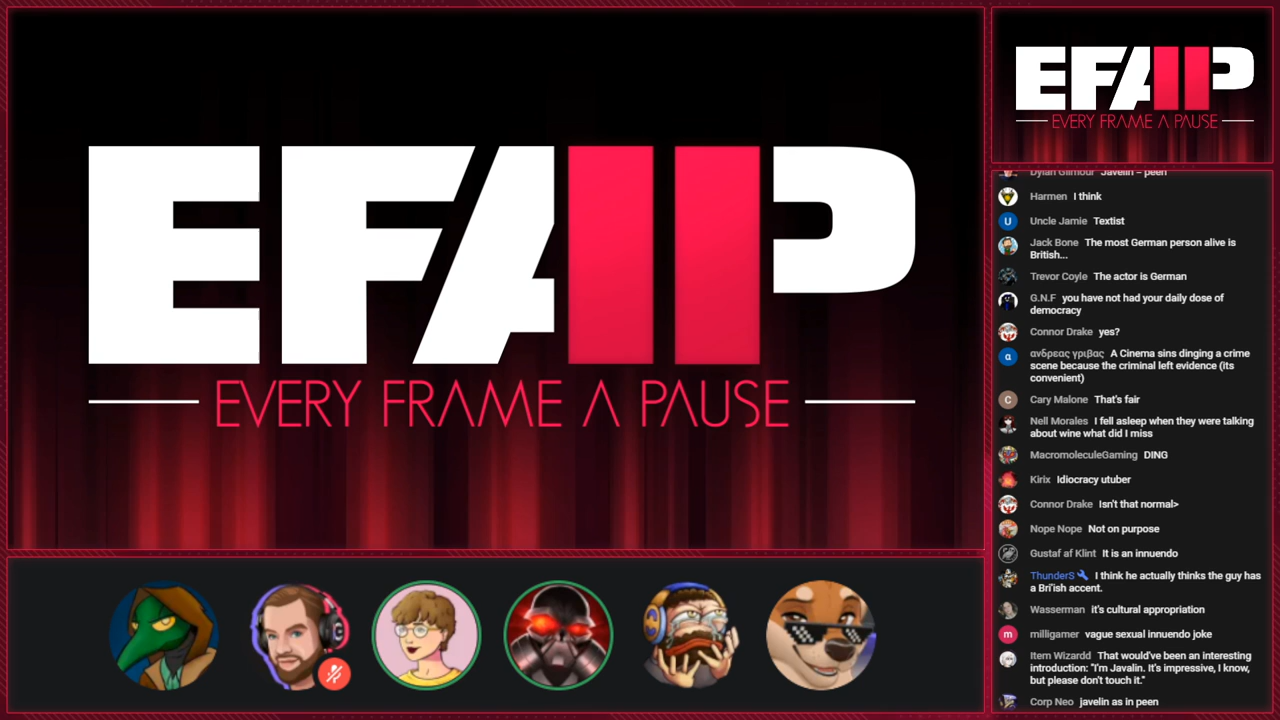 EFAP
EVERY FRAME A PAUSE
EFAP
EVERY FRAME A PAUSE
Dylan Gilmour Javelin = peen
Harmen I think
U Uncle Jamie Textist
Jack Bone The most German person alive is
British...
Trevor Coyle The actor is German
G.N.F you have not had your daily dose of
democracy
Connor Drake yes?
α ανδρεας γριβας A Cinema sins dinging a crime
scene because the criminal left evidence (its
convenient)
C Cary Malone That's fair
Nell Morales I fell asleep when they were talking
about wine what did I miss
MacromoleculeGaming DING
Kirix Idiocracy utuber
Connor Drake Isn't that normal>
Nope Nope Not on purpose
Gustaf af Klint It is an innuendo
ThunderS I think he actually thinks the guy has
a Bri'ish accent.
Wasserman it's cultural appropriation
m milligamer vague sexual innuendo joke
Item Wizardd That would've been an interesting
introduction: "I'm Javalin. It's impressive, I know,
but please don't touch it."
Corp Neo javelin as in peen